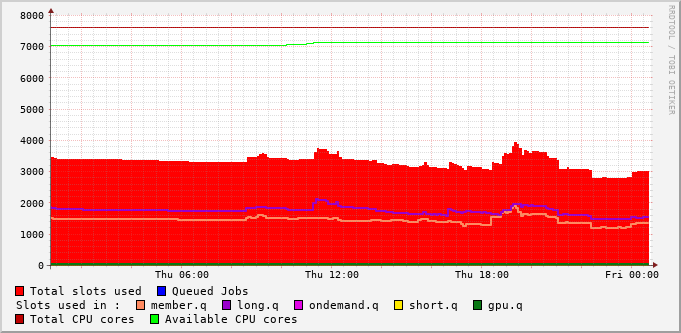 RRDTOOL / TOBI OETIKER
8000
7000
6000
5000
4000
3000
2000
1000
0
Thu 06:00 Thu 12:00 Thu 18:00 Fri 00:00
Total slots used Queued Jobs
Slots used in : member.q long.q ondemand.q short.q gpu.q
Total CPU cores Available CPU cores